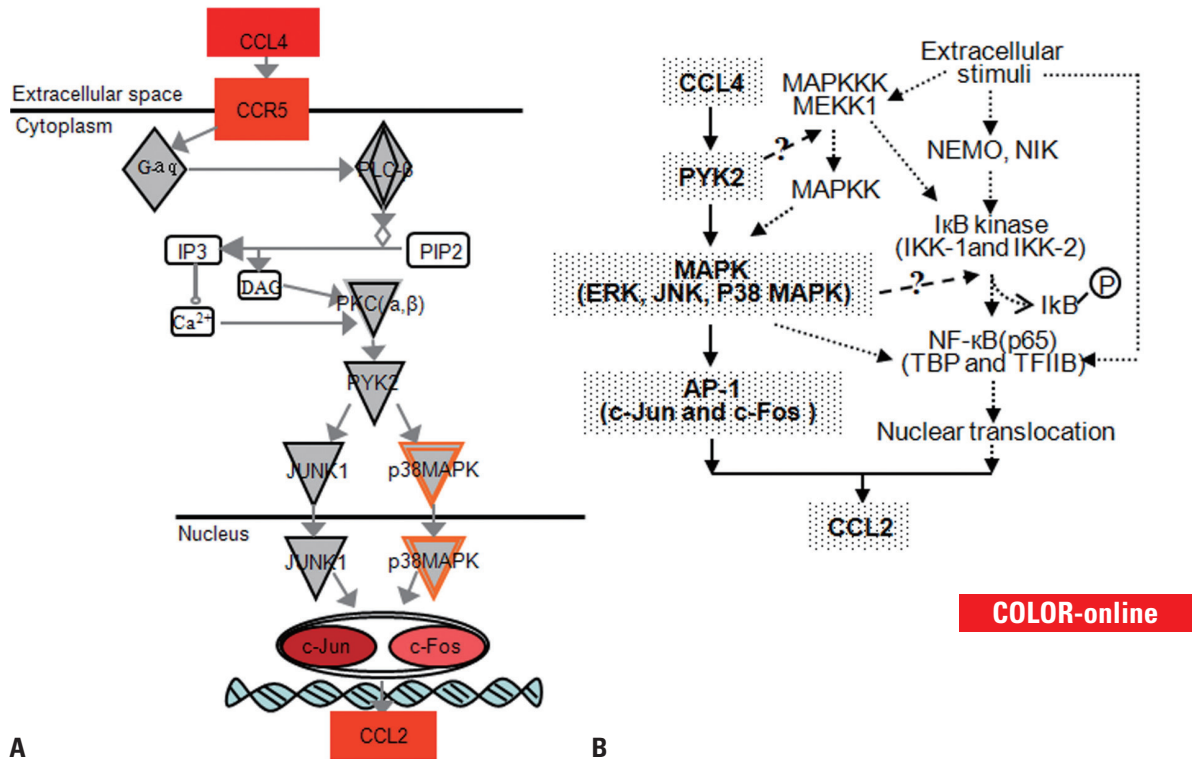 CCL4
Extracellular space
CCR5
Cytoplasm
G-a q
PLC-β
IP3
PIP2
DAG
PKC( a,β)
Ca2+
PYK2
JUNK1
p38MAPK
Nucleus
JUNK1
p38MAPK
c-Jun
c-Fos
CCL2
A
Extracellular
stimuli
CCL4
MAPKKK
MEKK1
?
NEMO, NIK
PYK2
MAPKK
IκB kinase
(IKK-1and IKK-2)
MAPK
(ERK, JNK, P38 MAPK)
?
IκB
P
NF-κB(p65)
(TBP and TFIIB)
AP-1
(c-Jun and c-Fos )
Nuclear translocation
CCL2
B
COLOR-online